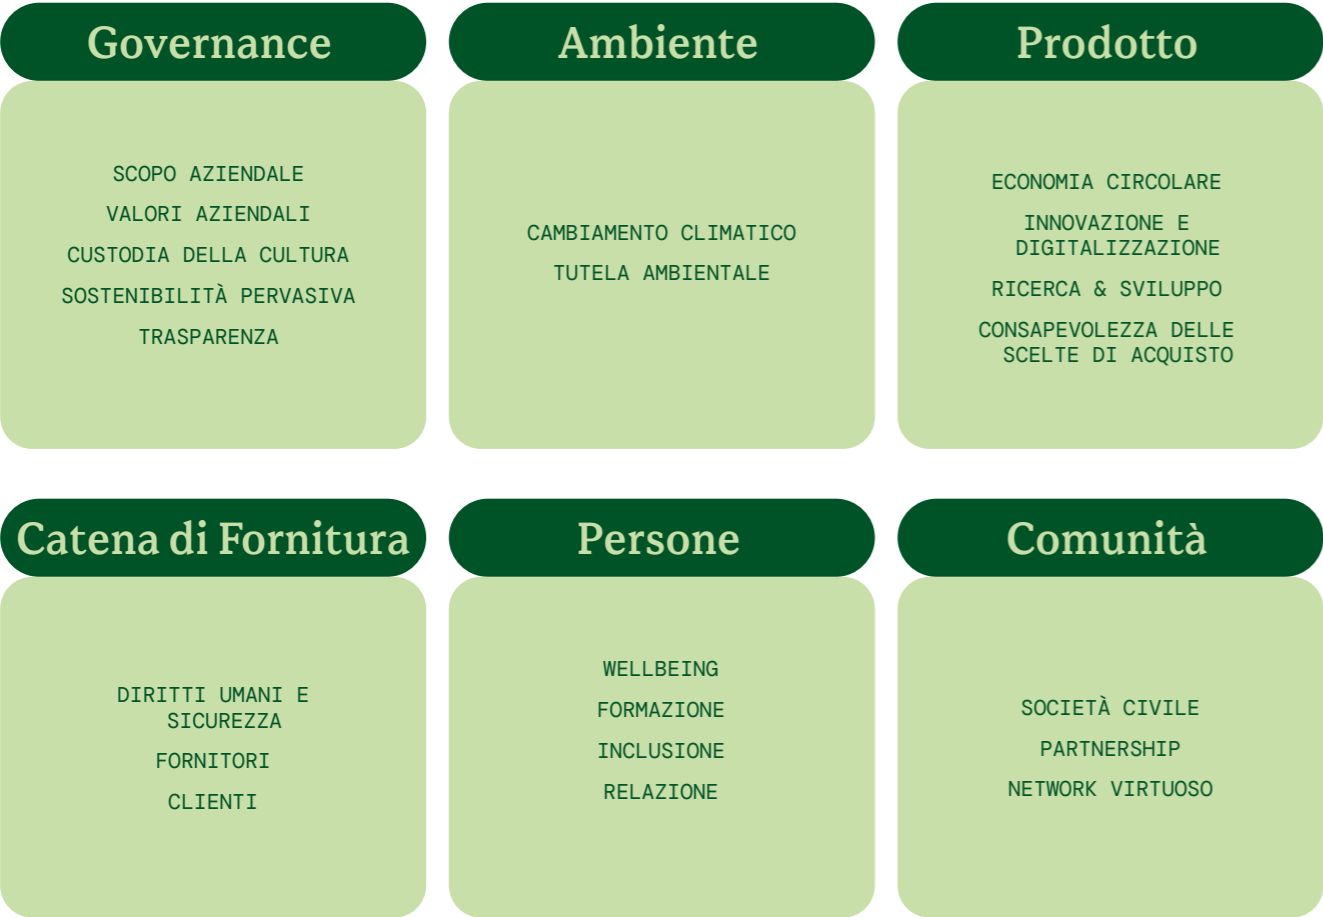 Governance
SCOPO AZIENDALE
VALORI AZIENDALI
CUSTODIA DELLA CULTURA
SOSTENIBILITÀ PERVASIVA
TRASPARENZA
Ambiente
CAMBIAMENTO CLIMATICO
TUTELA AMBIENTALE
Prodotto
ECONOMIA CIRCOLARE
INNOVAZIONE E
DIGITALIZZAZIONE
RICERCA & SVILUPPO
CONSAPEVOLEZZA DELLE
SCELTE DI ACQUISTO
Catena di Fornitura
DIRITTI UMANI E
SICUREZZA
FORNITORI
CLIENTI
Persone
WELLBEING
FORMAZIONE
INCLUSIONE
RELAZIONE
Comunità
SOCIETÀ CIVILE
PARTNERSHIP
NETWORK VIRTUOSO